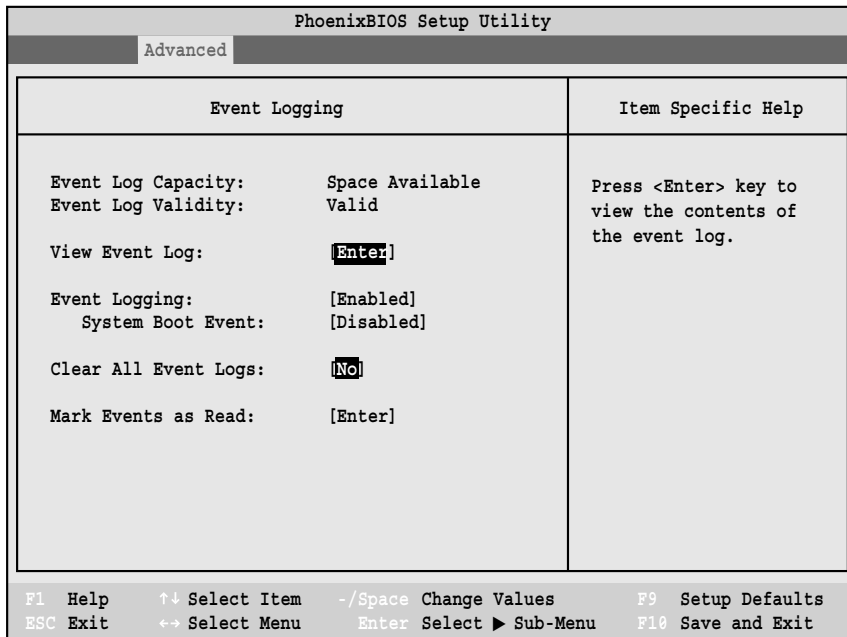 PhoenixBIOS Setup Utility
Advanced
Event Logging
Item Specific Help
Event Log Capacity: Space Available
Event Log Validity: Valid
View Event Log: [Enter]
Event Logging: [Enabled]
System Boot Event: [Disabled]
Clear All Event Logs: [No]
Mark Events as Read: [Enter]
Press <Enter> key to
view the contents of
the event log.
F1 Help ↑↓ Select Item -/Space Change Values F9 Setup Defaults
ESC Exit ←→ Select Menu Enter Select ▶ Sub-Menu F10 Save and Exit